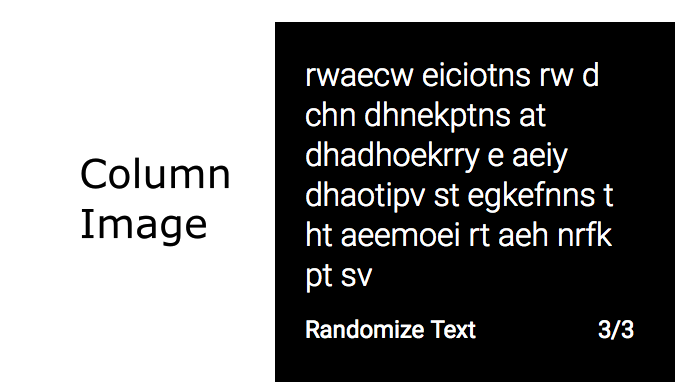 Column
Image
rwaecw eiciotns rw d
chn dhnekptns at
dhadhoekrry e aeiy
dhaotipv st egkefnns t
ht aeemoei rt aeh nrfk
pt sv
Randomize Text 3/3